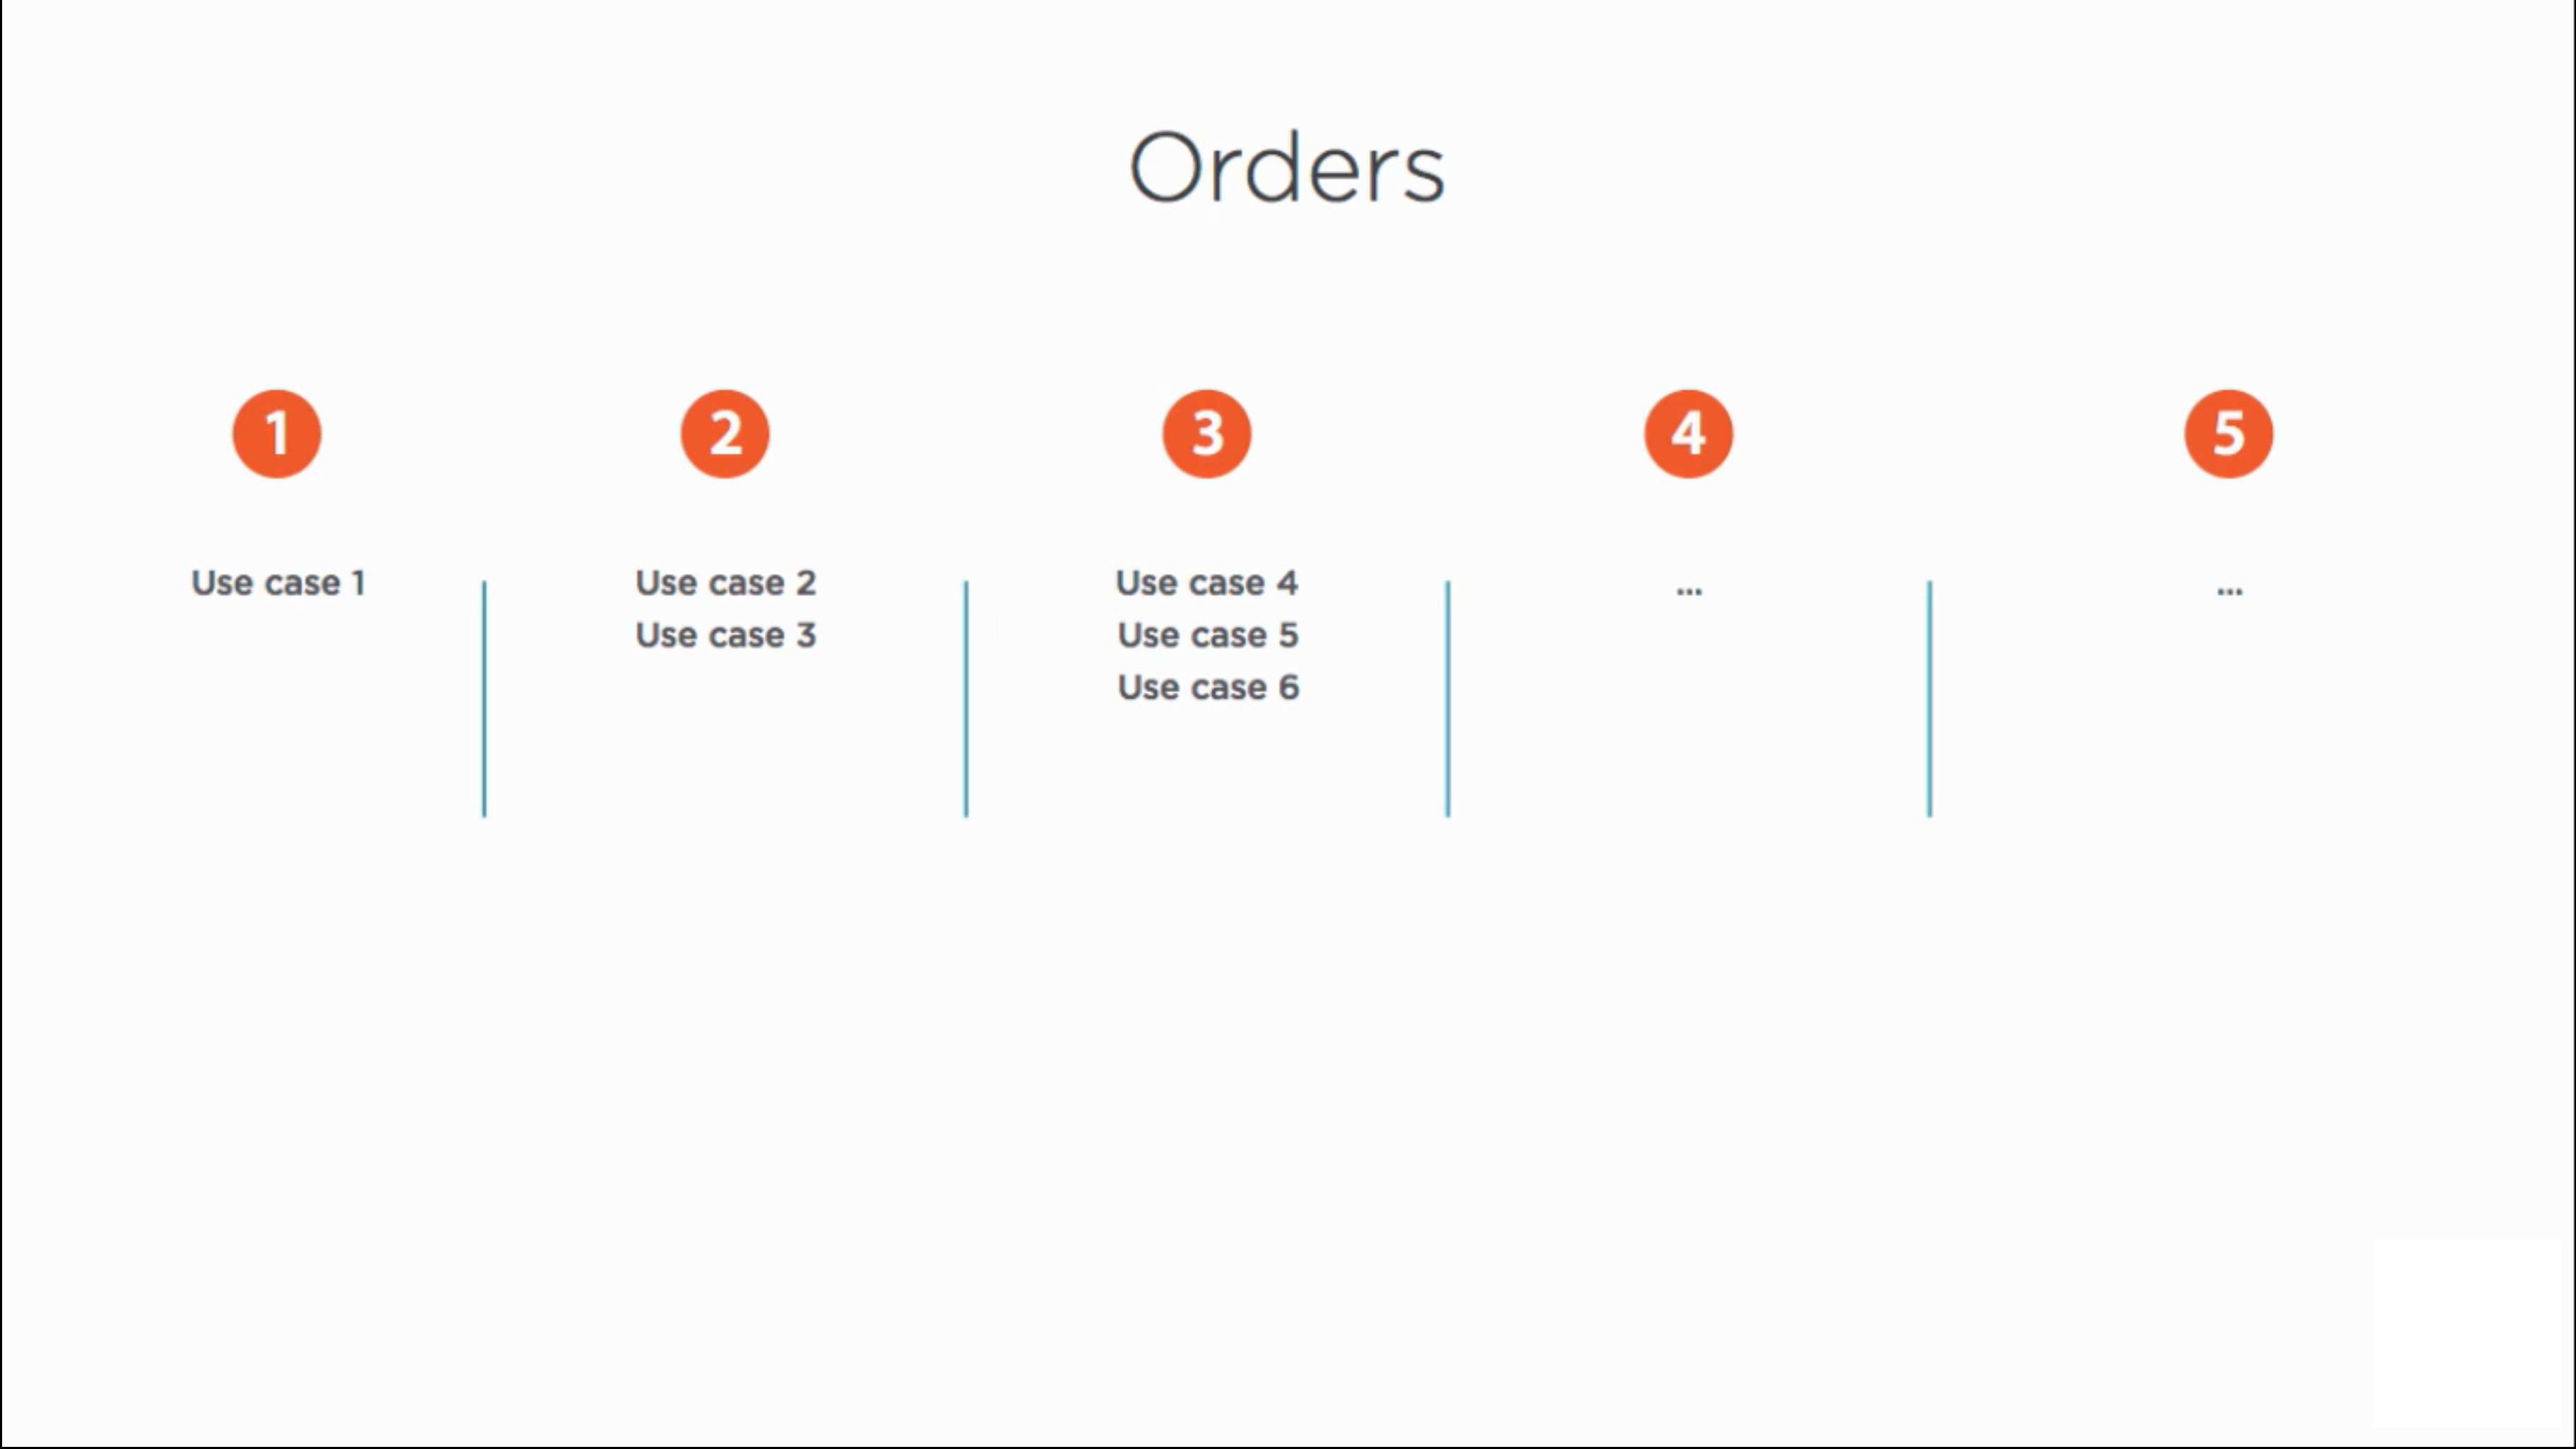 Orders
1
Use case 1
2
Use case 2
Use case 3
3
Use case 4
Use case 5
Use case 6
4
...
5
...